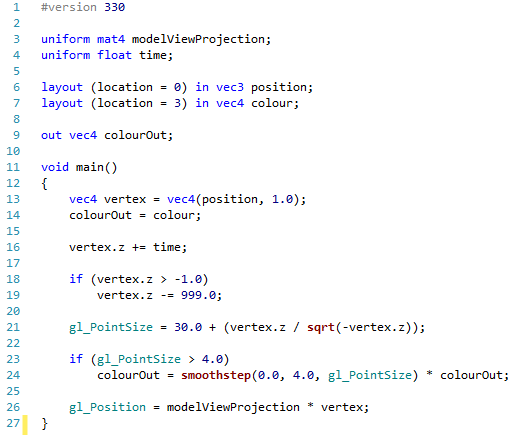 1 #version 330
2
3 uniform mat4 modelViewProjection;
4 uniform float time;
5
6 layout (location = 0) in vec3 position;
7 layout (location = 3) in vec4 colour;
8
9 out vec4 colourOut;
10
11 void main()
12 {
13     vec4 vertex = vec4(position, 1.0);
14     colourOut = colour;
15
16     vertex.z += time;
17
18     if (vertex.z > -1.0)
19         vertex.z -= 999.0;
20
21     gl_PointSize = 30.0 + (vertex.z / sqrt(-vertex.z));
22
23     if (gl_PointSize > 4.0)
24         colourOut = smoothstep(0.0, 4.0, gl_PointSize) * colourOut;
25
26     gl_Position = modelViewProjection * vertex;
27 }